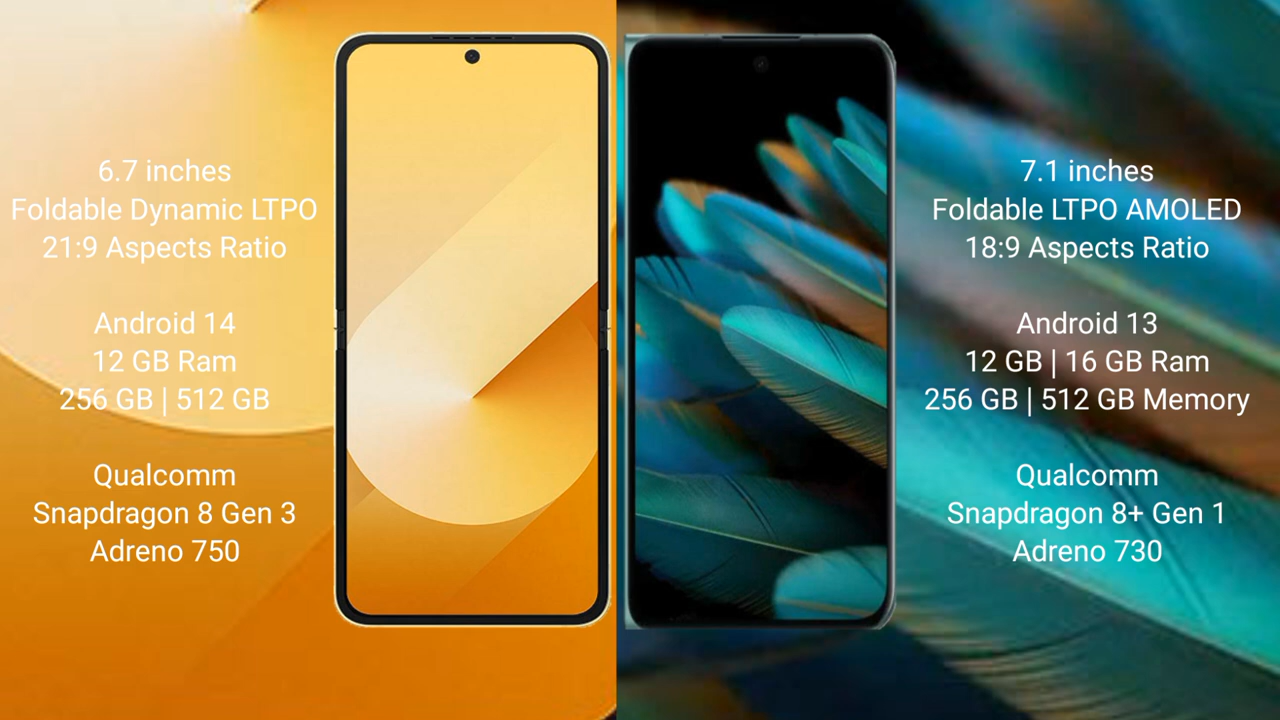 6.7 inches
Foldable Dynamic LTPO
21:9 Aspects Ratio
Android 14
12 GB Ram
256 GB | 512 GB
Qualcomm
Snapdragon 8 Gen 3
Adreno 750
7.1 inches
Foldable LTPO AMOLED
18:9 Aspects Ratio
Android 13
12 GB | 16 GB Ram
256 GB | 512 GB Memory
Qualcomm
Snapdragon 8+ Gen 1
Adreno 730